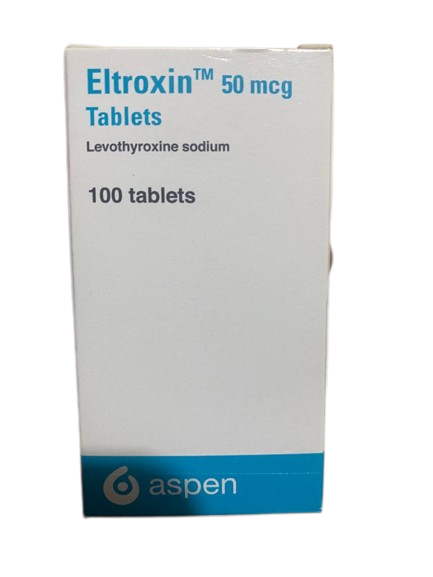 Eltroxin™ 50 mcg
Tablets
Levothyroxine sodium
100 tablets
aspen